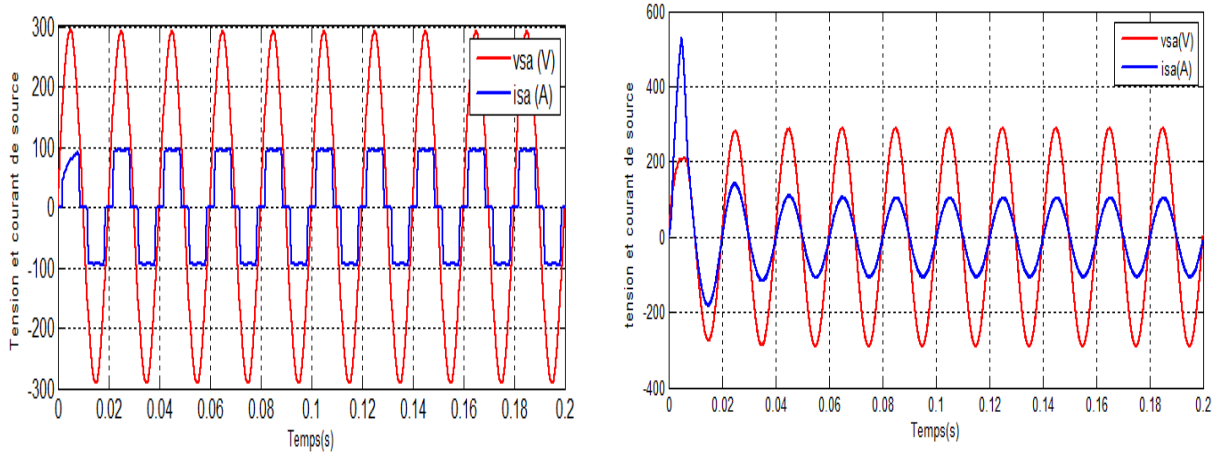 300
200
100
0
-100
-200
-300
Tension et courant de source
vsa (V)
isa (A)
0 0.02 0.04 0.06 0.08 0.1 0.12 0.14 0.16 0.18 0.2
Temps(s)
600
400
200
0
-200
-400
tension et courant de source
vsa(V)
isa(A)
0 0.02 0.04 0.06 0.08 0.1 0.12 0.14 0.16 0.18 0.2
Temps(s)